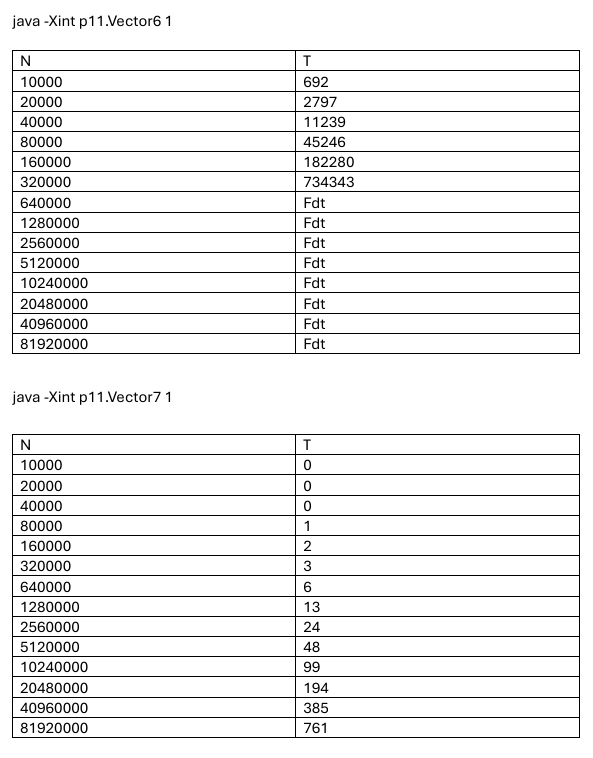 java -Xint p11.Vector6 1
N T
10000 692
20000 2797
40000 11239
80000 45246
160000 182280
320000 734343
640000 Fdt
1280000 Fdt
2560000 Fdt
5120000 Fdt
10240000 Fdt
20480000 Fdt
40960000 Fdt
81920000 Fdt
java -Xint p11.Vector7 1
N T
10000 0
20000 0
40000 0
80000 1
160000 2
320000 3
640000 6
1280000 13
2560000 24
5120000 48
10240000 99
20480000 194
40960000 385
81920000 761